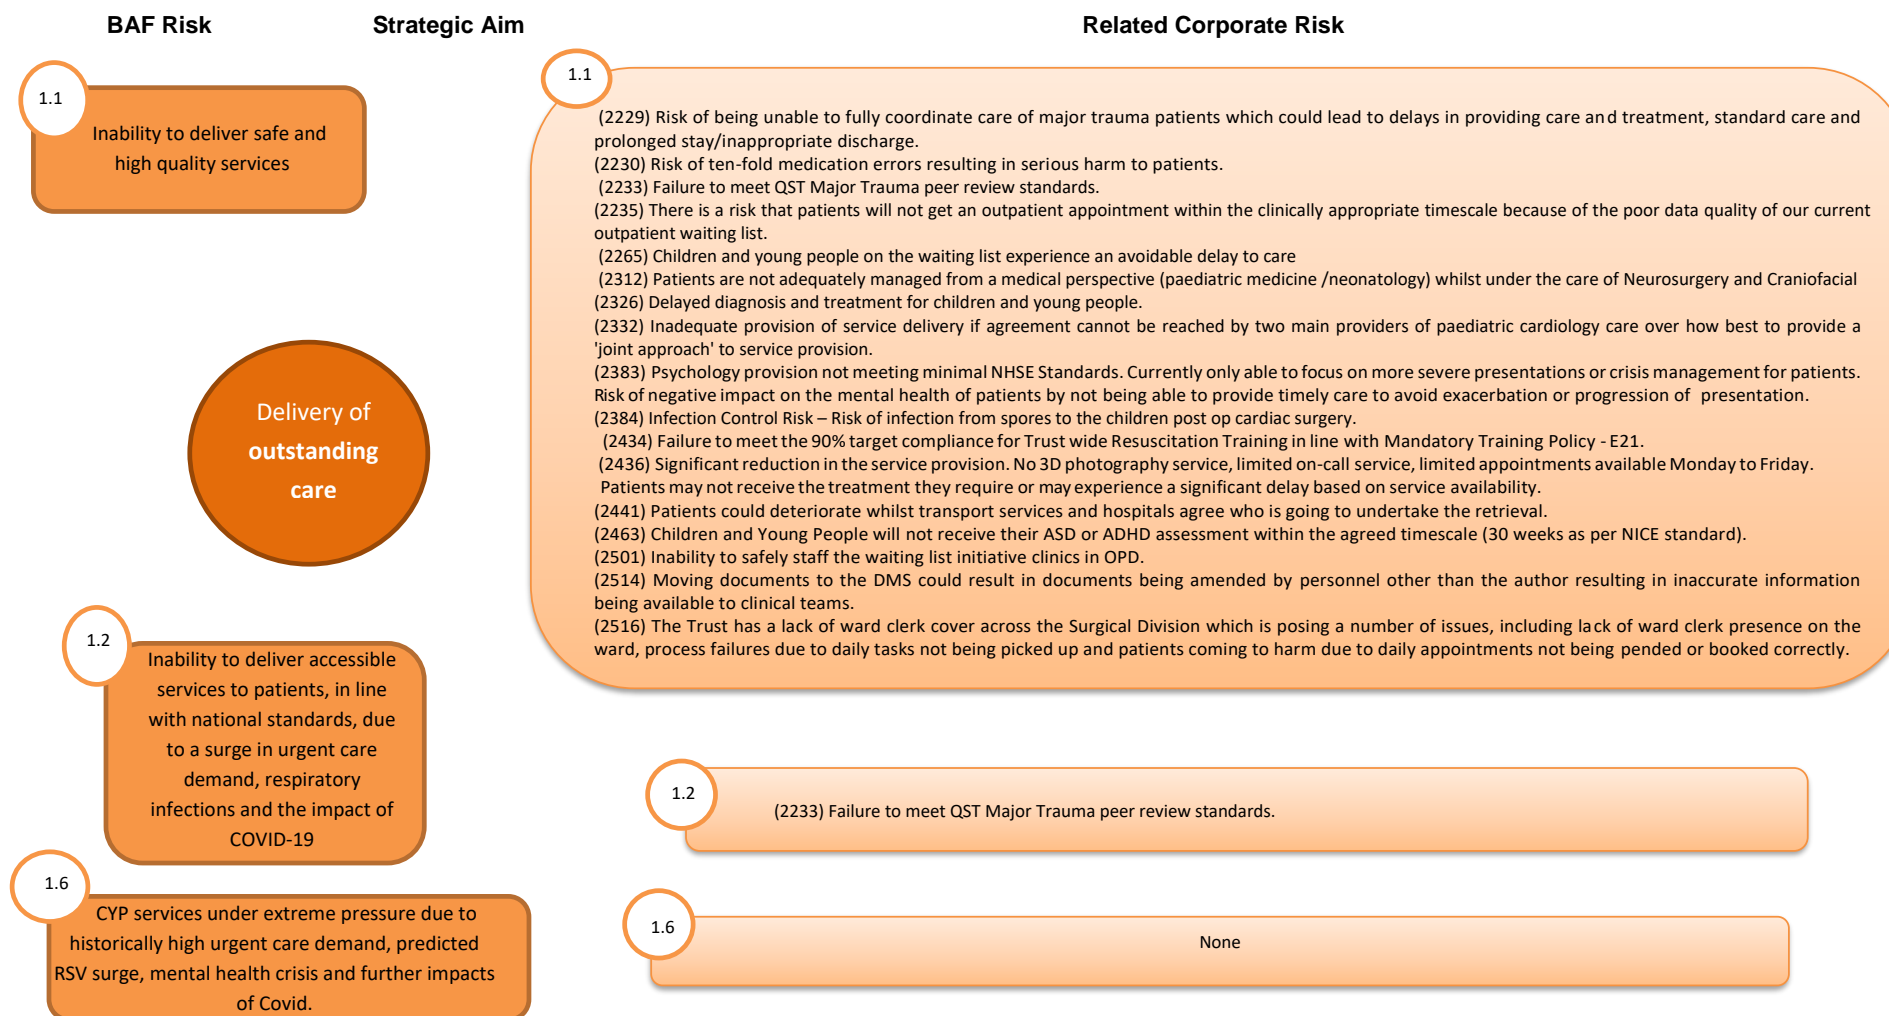 BAF Risk
Strategic Aim
Related Corporate Risk
1.1
Inability to deliver safe and
high quality services
1.1
(2229) Risk of being unable to fully coordinate care of major trauma patients which could lead to delays in providing care and treatment, standard care and
prolonged stay/inappropriate discharge.
(2230) Risk of ten-fold medication errors resulting in serious harm to patients.
(2233) Failure to meet QST Major Trauma peer review standards.
(2235) There is a risk that patients will not get an outpatient appointment within the clinically appropriate timescale because of the poor data quality of our current
outpatient waiting list.
(2265) Children and young people on the waiting list experience an avoidable delay to care
(2312) Patients are not adequately managed from a medical perspective (paediatric medicine /neonatology) whilst under the care of Neurosurgery and Craniofacial
(2326) Delayed diagnosis and treatment for children and young people.
(2332) Inadequate provision of service delivery if agreement cannot be reached by two main providers of paediatric cardiology care over how best to provide a
'joint approach' to service provision.
(2383) Psychology provision not meeting minimal NHSE Standards. Currently only able to focus on more severe presentations or crisis management for patients.
Risk of negative impact on the mental health of patients by not being able to provide timely care to avoid exacerbation or progression of presentation.
(2384) Infection Control Risk – Risk of infection from spores to the children post op cardiac surgery.
(2434) Failure to meet the 90% target compliance for Trust wide Resuscitation Training in line with Mandatory Training Policy - E21.
(2436) Significant reduction in the service provision. No 3D photography service, limited on-call service, limited appointments available Monday to Friday.
Patients may not receive the treatment they require or may experience a significant delay based on service availability.
(2441) Patients could deteriorate whilst transport services and hospitals agree who is going to undertake the retrieval.
(2463) Children and Young People will not receive their ASD or ADHD assessment within the agreed timescale (30 weeks as per NICE standard).
(2501) Inability to safely staff the waiting list initiative clinics in OPD.
(2514) Moving documents to the DMS could result in documents being amended by personnel other than the author resulting in inaccurate information
being available to clinical teams.
(2516) The Trust has a lack of ward clerk cover across the Surgical Division which is posing a number of issues, including lack of ward clerk presence on the
ward, process failures due to daily tasks not being picked up and patients coming to harm due to daily appointments not being pended or booked correctly.
Delivery of
outstanding
care
1.2
Inability to deliver accessible
services to patients, in line
with national standards, due
to a surge in urgent care
demand, respiratory
infections and the impact of
COVID-19
1.2
(2233) Failure to meet QST Major Trauma peer review standards.
1.6
CYP services under extreme pressure due to
historically high urgent care demand, predicted
RSV surge, mental health crisis and further impacts
of Covid.
1.6
None